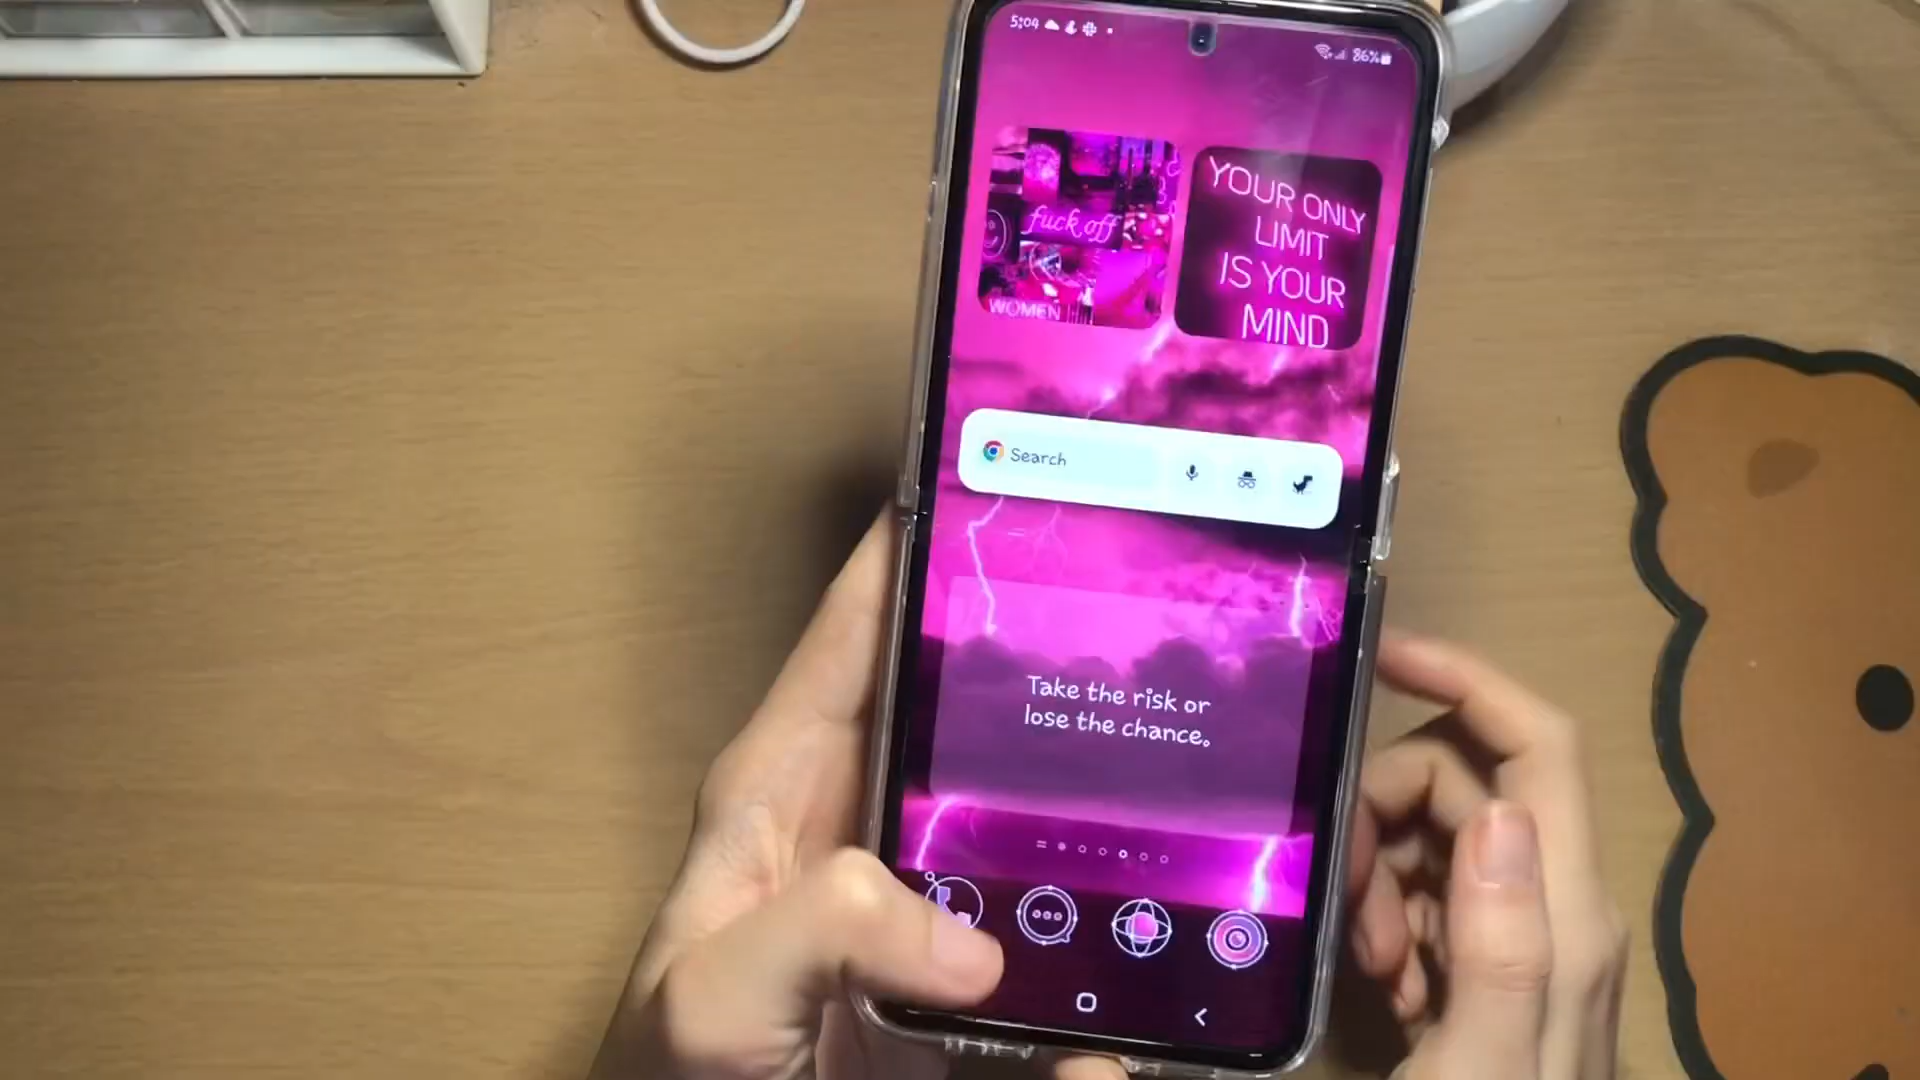 5:04
86%
fuck off
WOMEN
YOUR ONLY
LIMIT
IS YOUR
MIND
Search
Take the risk or
lose the chance.